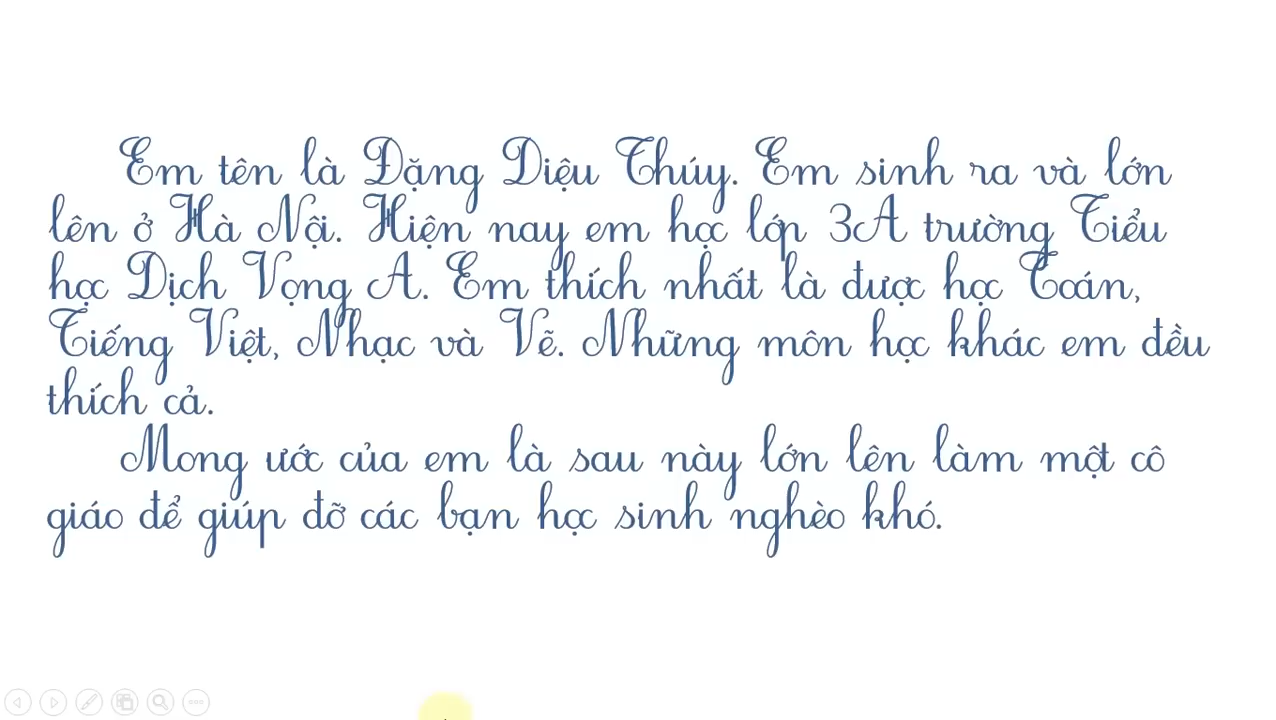 Em tên là Đặng Diệu Thúy. Em sinh ra và lớn
lên ở Hà Nội. Hiện nay em học lớp 3A trường Tiểu
học Dịch Vọng A. Em thích nhất là được học Toán,
Tiếng Việt, Nhạc và Vẽ. Những môn học khác em đều
thích cả.
Mong ước của em là sau này lớn lên làm một cô
giáo để giúp đỡ các bạn học sinh nghèo khó.